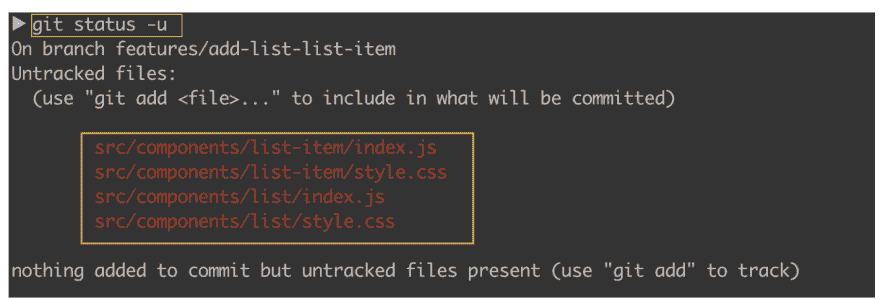 ▶ git status -u
On branch features/add-list-list-item
Untracked files:
(use "git add <file>..." to include in what will be committed)
src/components/list-item/index.js
src/components/list-item/style.css
src/components/list/index.js
src/components/list/style.css
nothing added to commit but untracked files present (use "git add" to track)